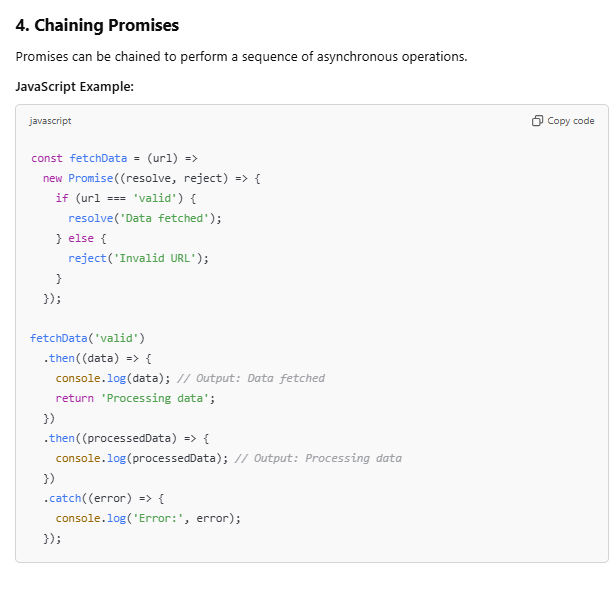 4. Chaining Promises
Promises can be chained to perform a sequence of asynchronous operations.
JavaScript Example:
javascript
Copy code
const fetchData = (url) =>
  new Promise((resolve, reject) => {
    if (url === 'valid') {
      resolve('Data fetched');
    } else {
      reject('Invalid URL');
    }
  });

fetchData('valid')
  .then((data) => {
    console.log(data); // Output: Data fetched
    return 'Processing data';
  })
  .then((processedData) => {
    console.log(processedData); // Output: Processing data
  })
  .catch((error) => {
    console.log('Error:', error);
  });